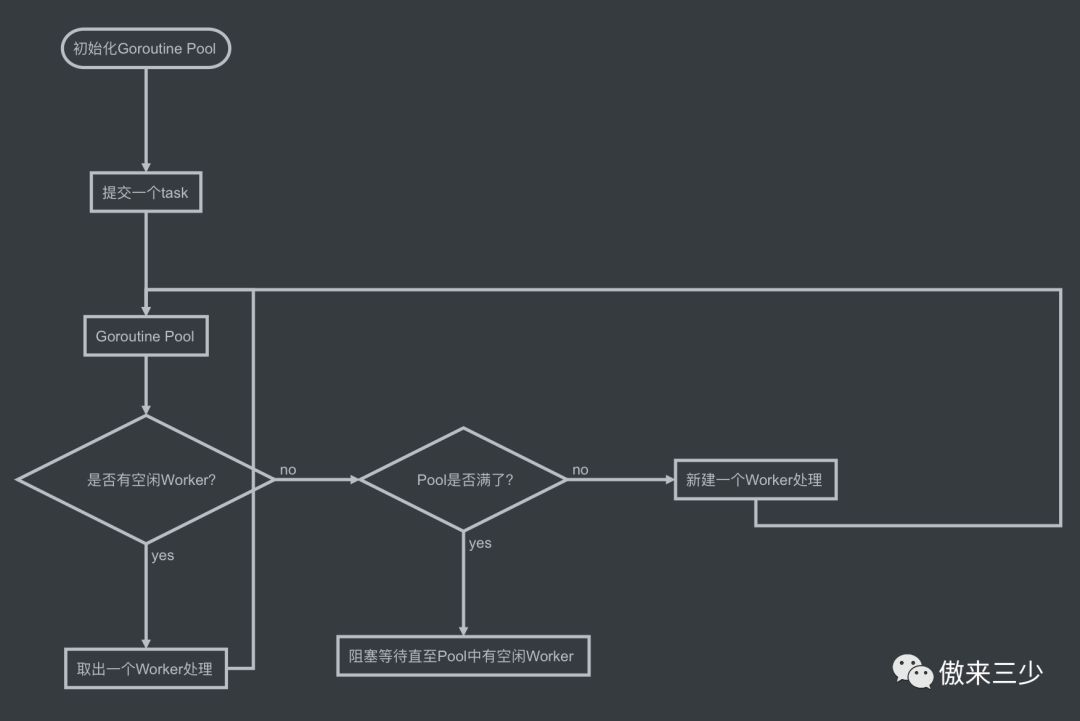 初始化Goroutine Pool
提交一个task
Goroutine Pool
是否有空闲Worker?
no
Pool是否满了?
no
新建一个Worker处理
yes
yes
取出一个Worker处理
阻塞等待直至Pool中有空闲Worker
傲来三少